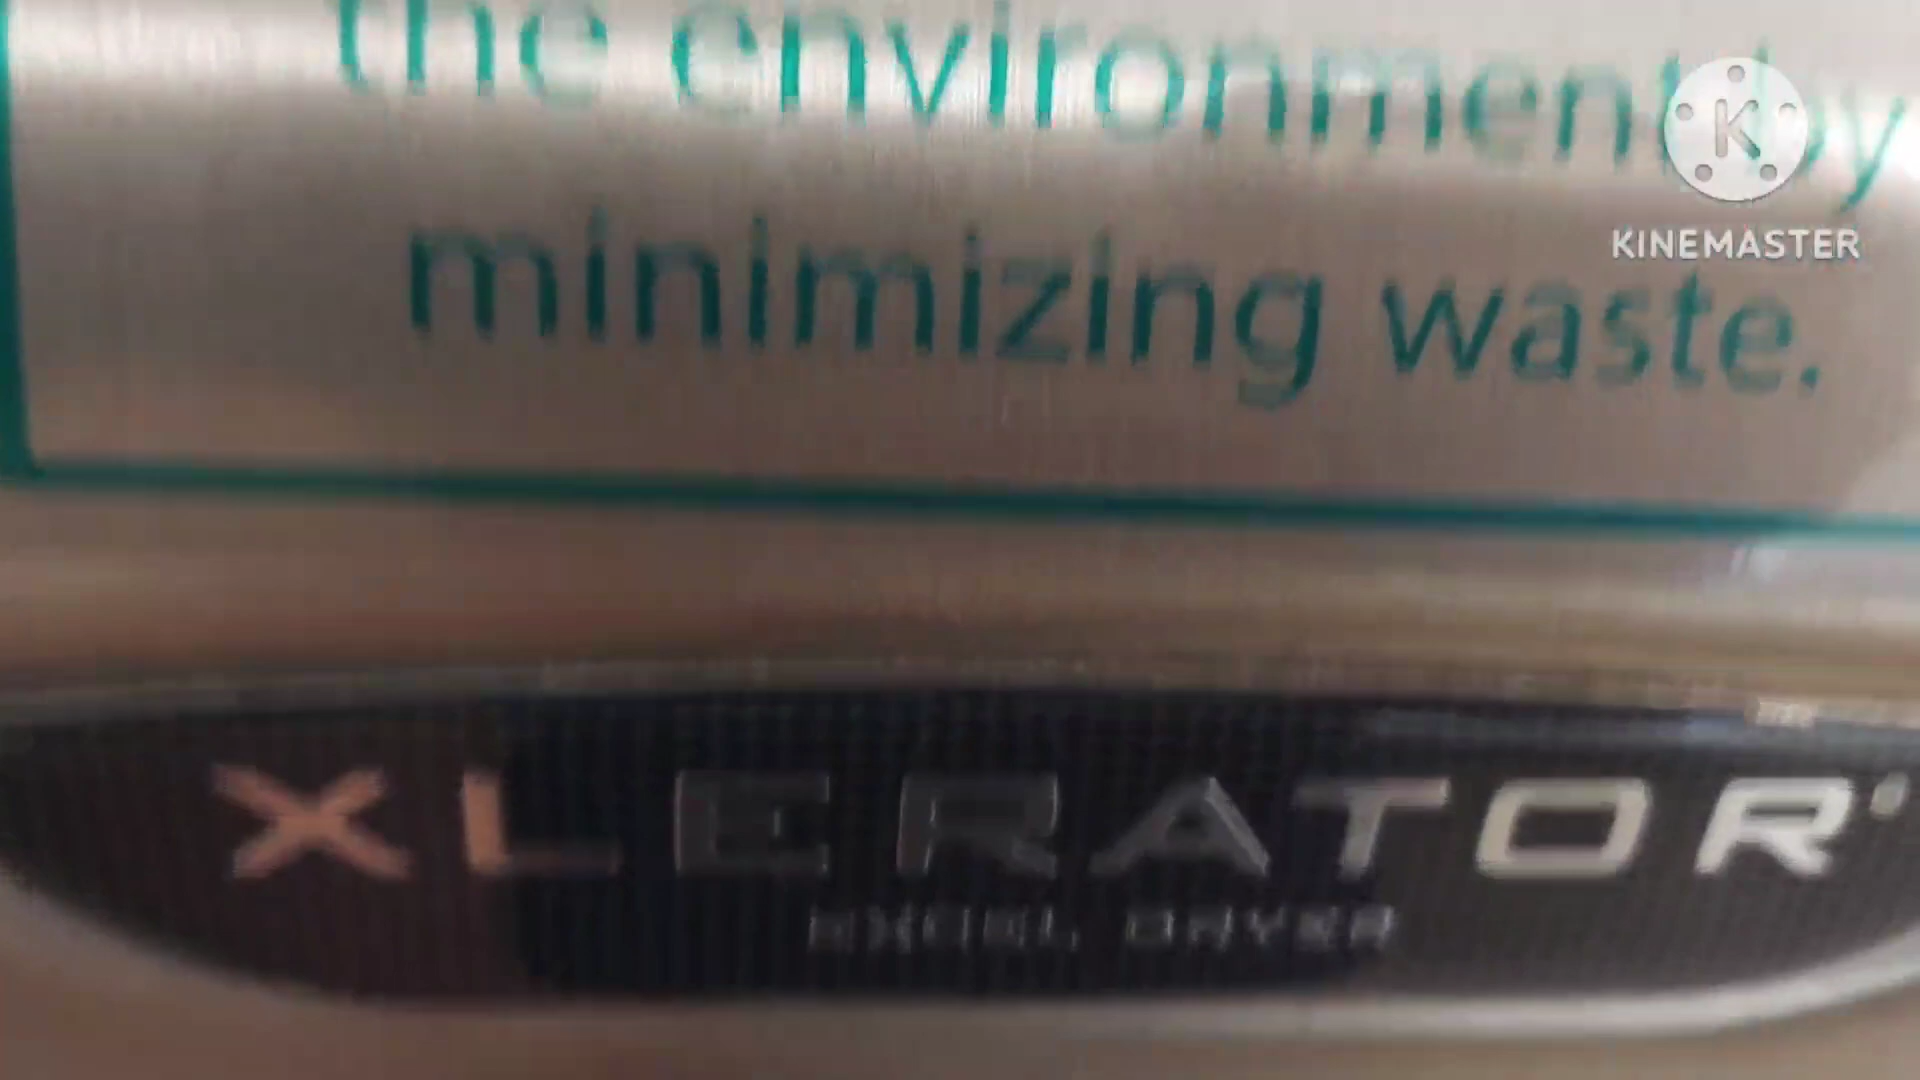 the environment by
minimizing waste.
K
KINEMASTER
XLERATOR®
EXCEL DRYER